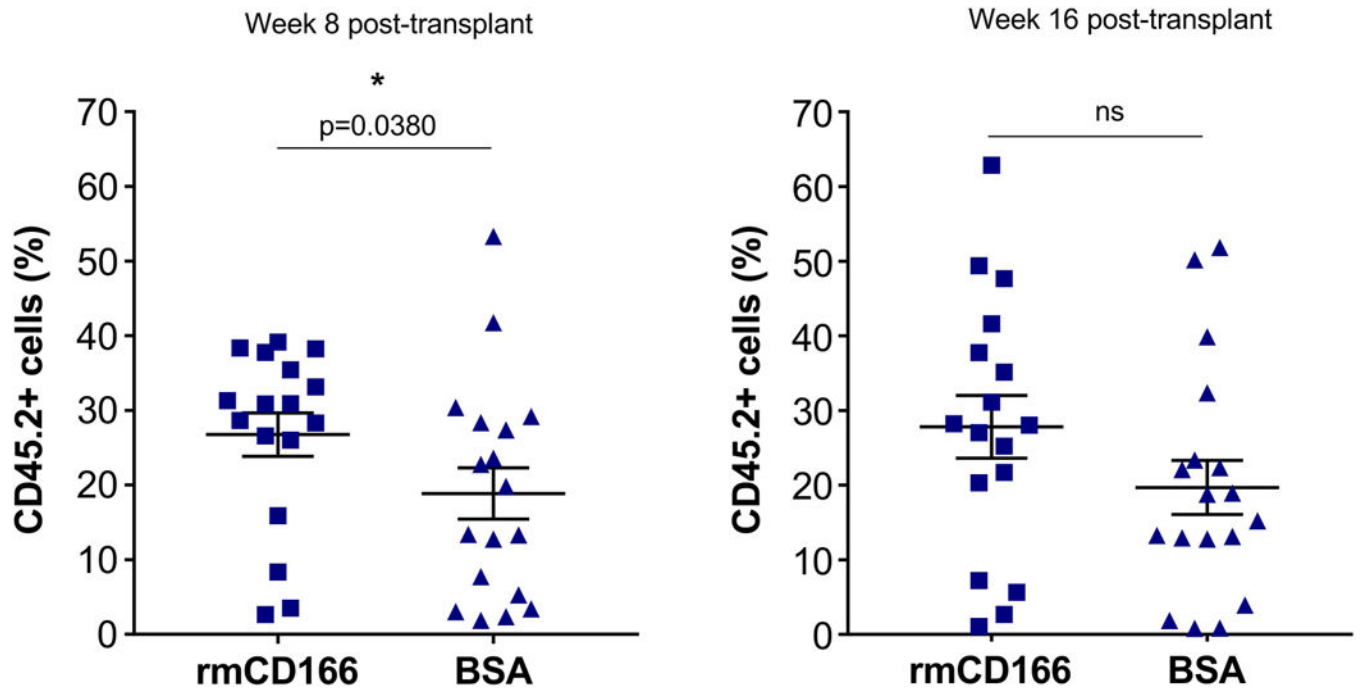 Week 8 post-transplant
*
p=0.0380
CD45.2+ cells (%)
70
60
50
40
30
20
10
0
rmCD166
BSA
Week 16 post-transplant
ns
CD45.2+ cells (%)
70
60
50
40
30
20
10
0
rmCD166
BSA